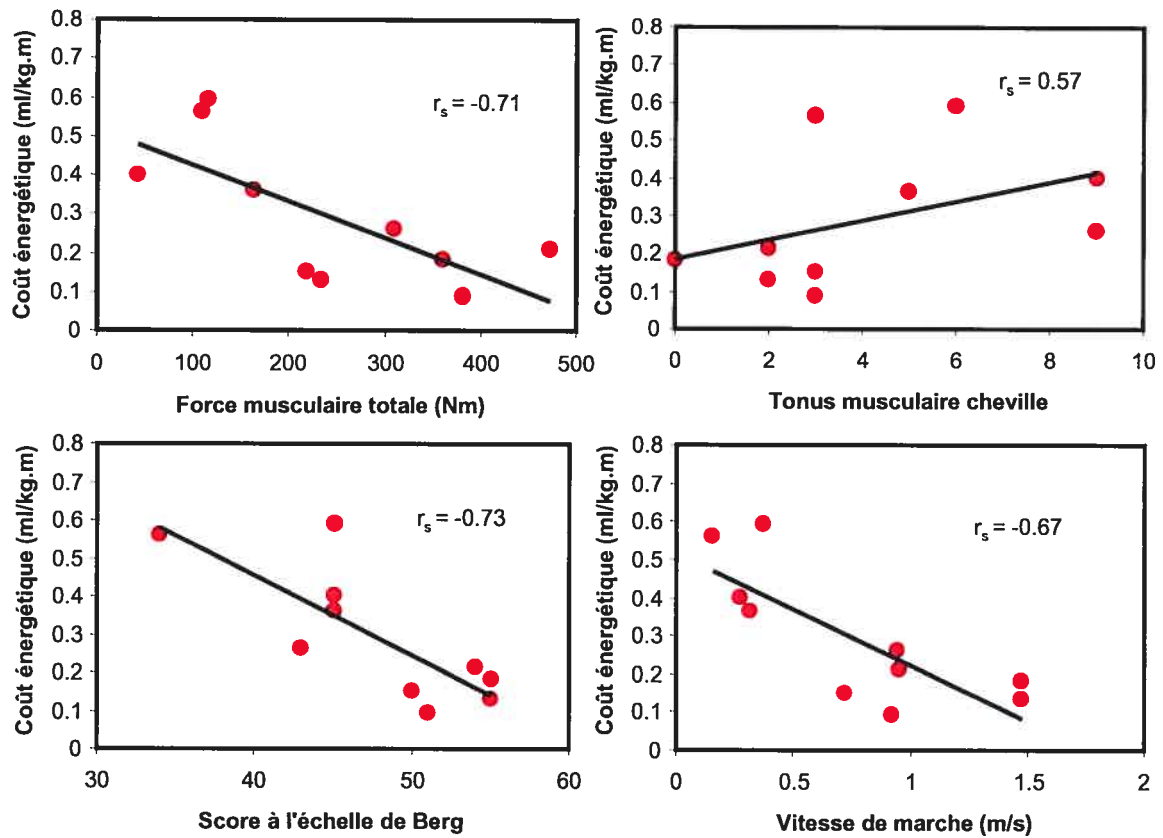 Coût énergétique (ml/kg.m)
0.8
0.7
0.6
0.5
0.4
0.3
0.2
0.1
0
r_s = -0.71
0 100 200 300 400 500
Force musculaire totale (Nm)
Coût énergétique (ml/kg.m)
0.8
0.7
0.6
0.5
0.4
0.3
0.2
0.1
0
r_s = 0.57
0 2 4 6 8 10
Tonus musculaire cheville
Coût énergétique (ml/kg.m)
0.8
0.7
0.6
0.5
0.4
0.3
0.2
0.1
0
r_s = -0.73
30 40 50 60
Score à l'échelle de Berg
Coût énergétique (ml/kg.m)
0.8
0.7
0.6
0.5
0.4
0.3
0.2
0.1
0
r_s = -0.67
0 0.5 1 1.5 2
Vitesse de marche (m/s)